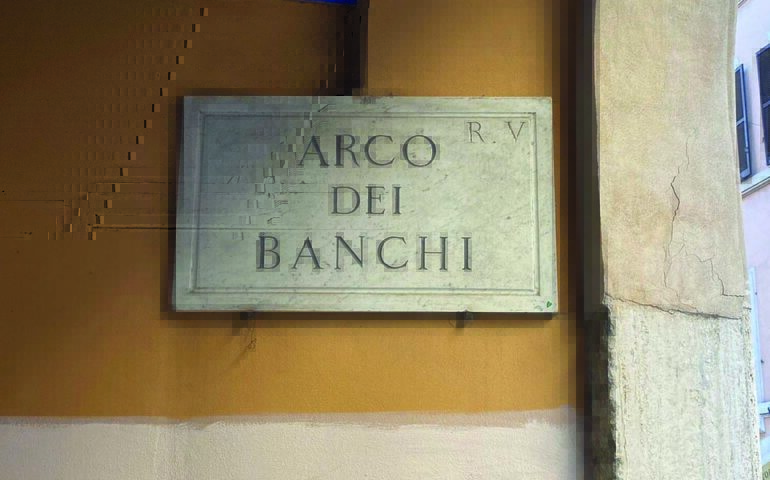 R. V
ARCO
DEI
BANCHI